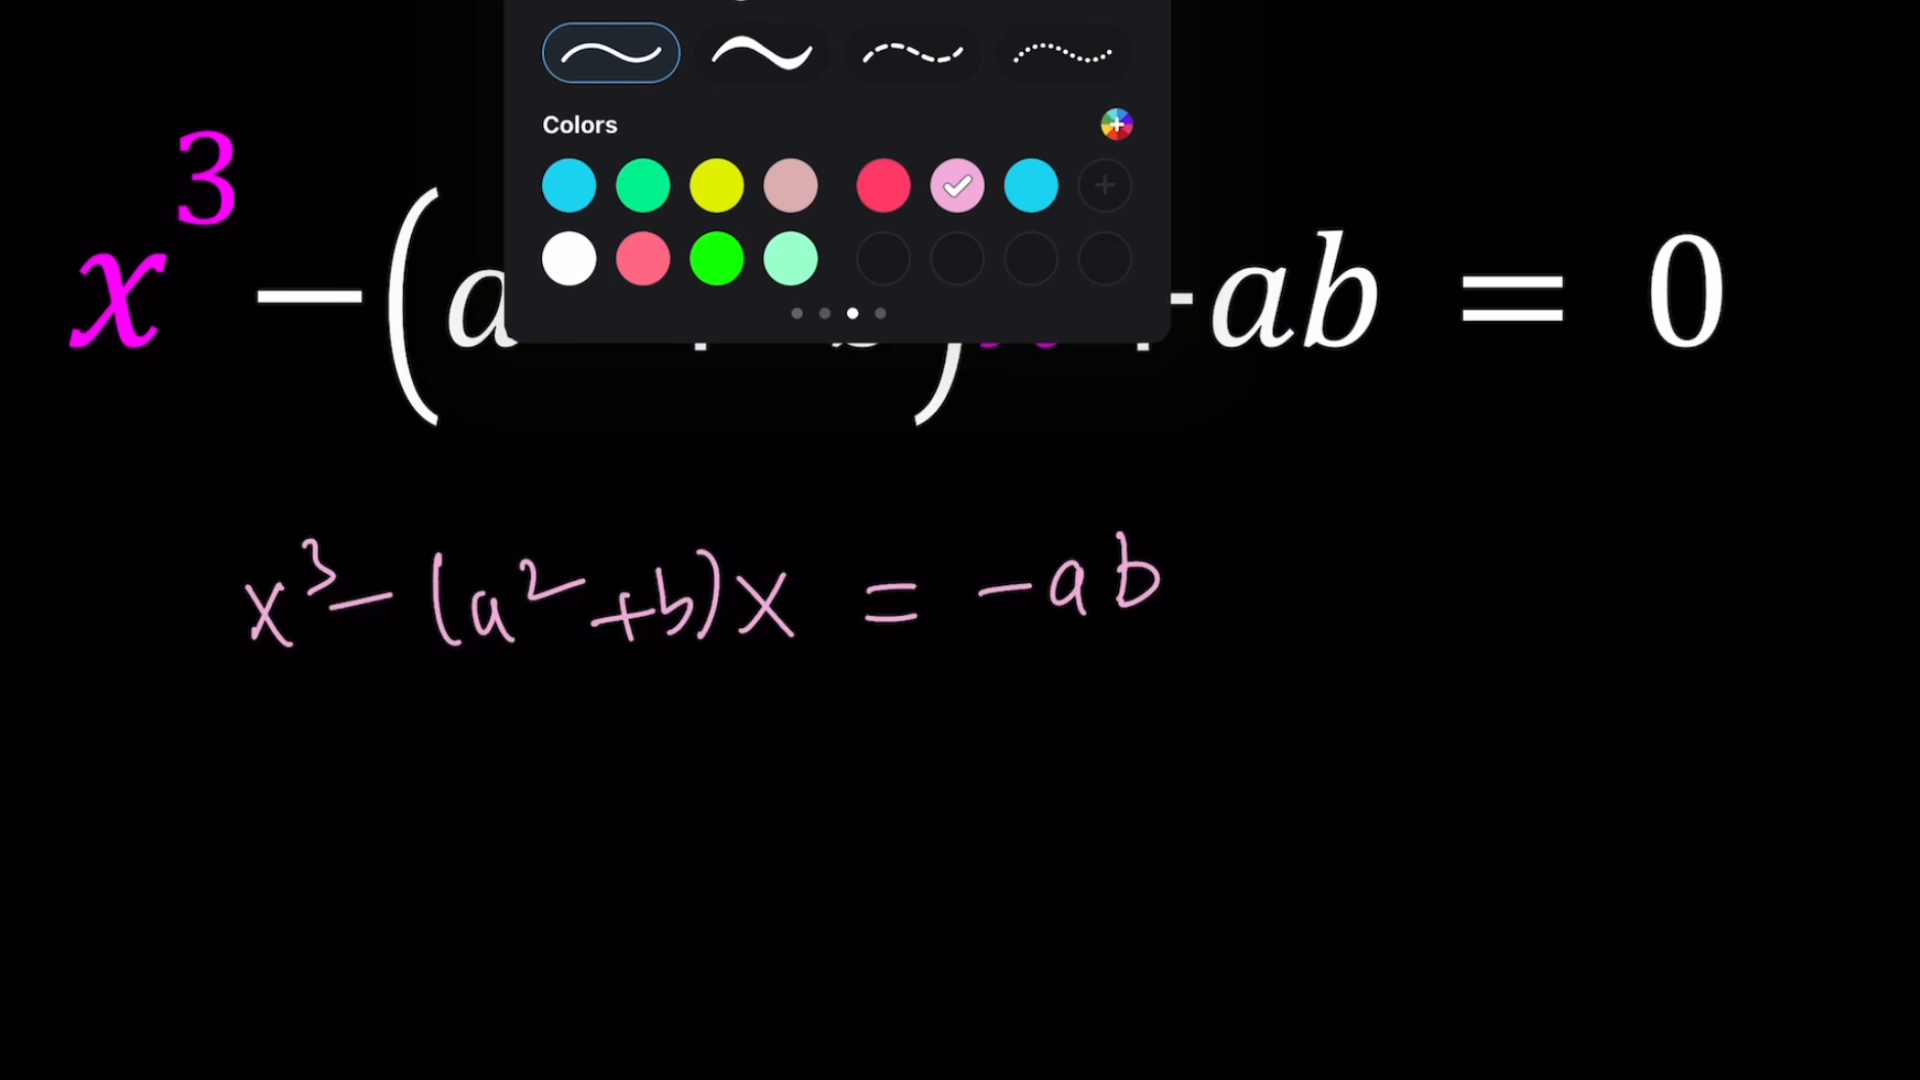 Colors
x³ − (a + b)x + ab = 0
x³ − (a² + b)x = −ab